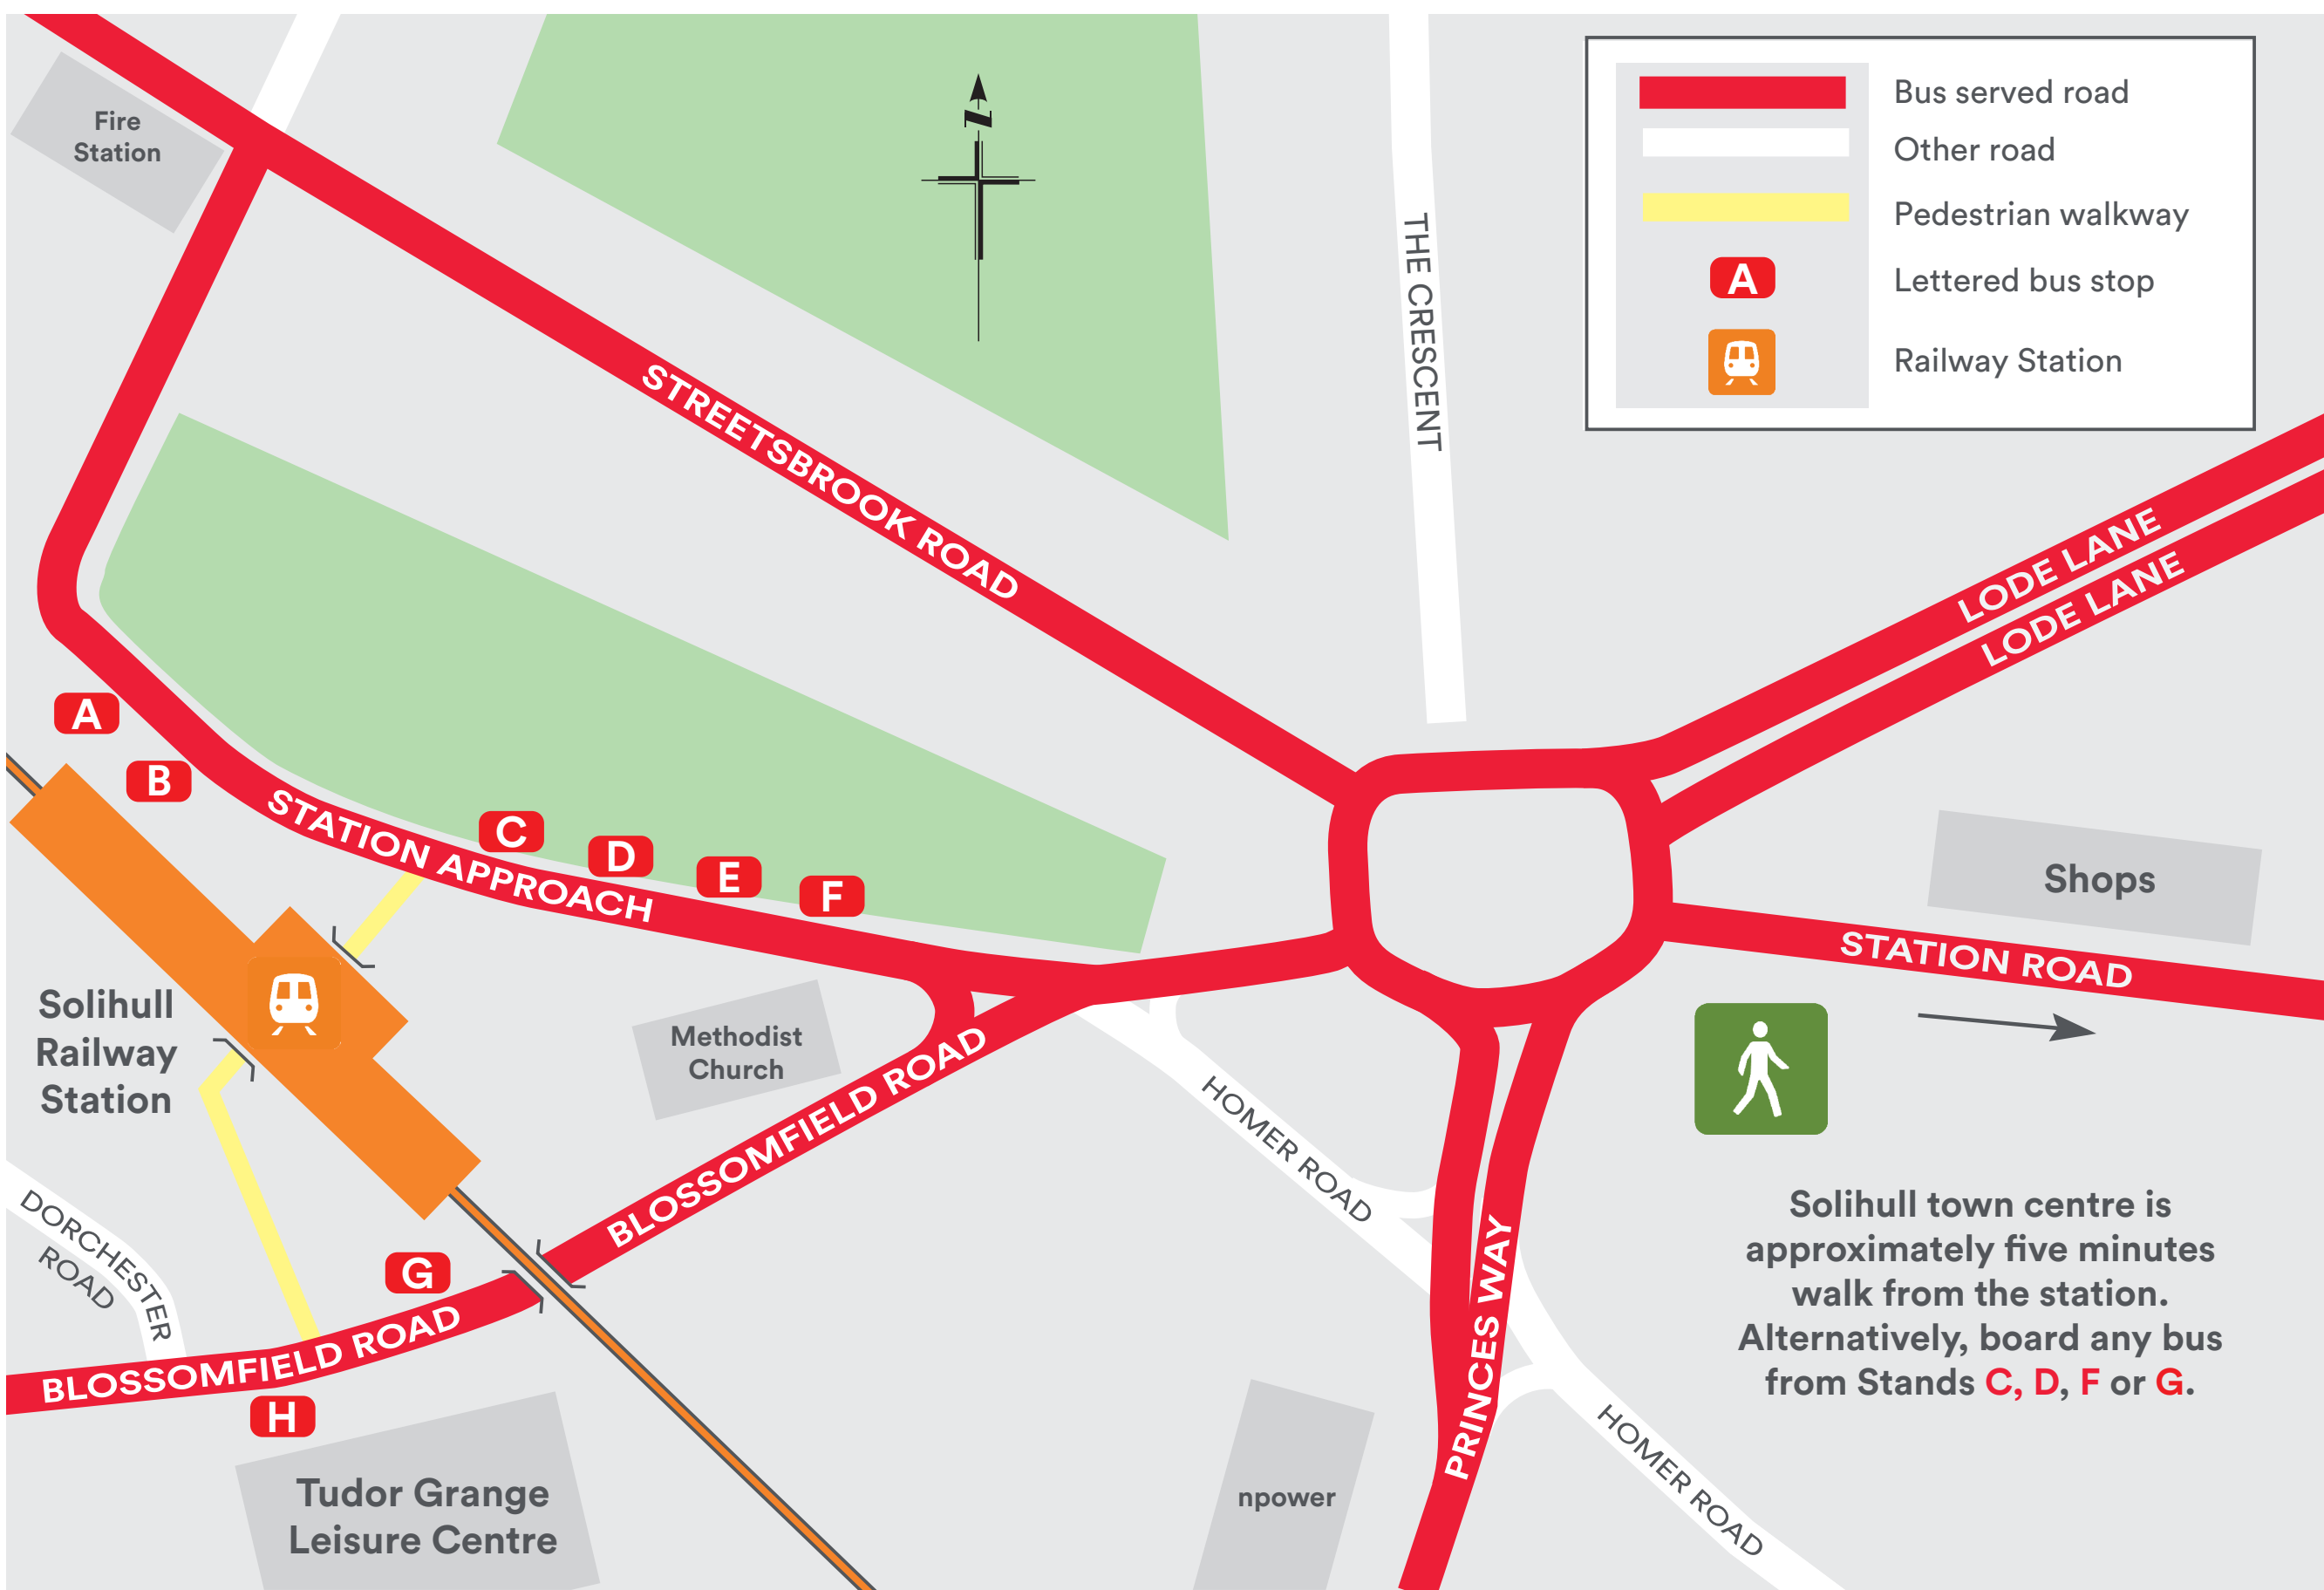 Fire
Station
N
THE CRESCENT
Bus served road
Other road
Pedestrian walkway
A
Lettered bus stop
Railway Station
STREETSBROOK ROAD
LODE LANE
LODE LANE
A
B
STATION APPROACH
C
D
E
F
Shops
STATION ROAD
Solihull
Railway
Station
Methodist
Church
BLOSSOMFIELD ROAD
HOMER ROAD
DORCHESTER
ROAD
G
BLOSSOMFIELD ROAD
H
PRINCES WAY
Solihull town centre is
approximately five minutes
walk from the station.
Alternatively, board any bus
from Stands C, D, F or G.
Tudor Grange
Leisure Centre
npower
HOMER ROAD